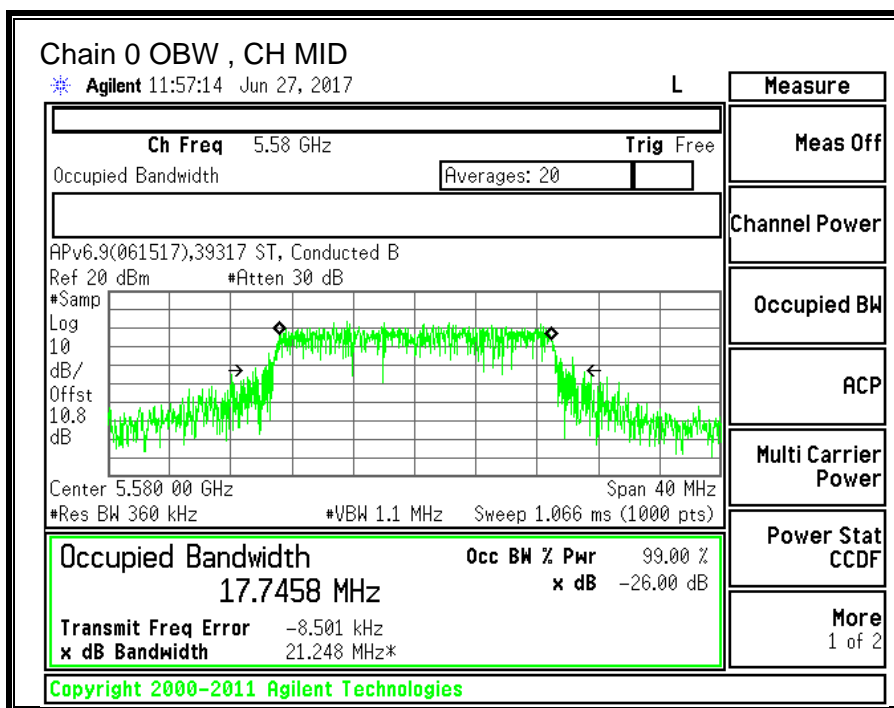 Chain 0 OBW , CH MID
Agilent 11:57:14 Jun 27, 2017 L
Measure
Ch Freq 5.58 GHz Trig Free
Meas Off
Occupied Bandwidth Averages: 20
Channel Power
APv6.9(061517),39317 ST, Conducted B
Ref 20 dBm #Atten 30 dB
#Samp
Log
10
dB/
Offst
10.8
dB
Occupied BW
ACP
Center 5.580 00 GHz Span 40 MHz
#Res BW 360 kHz #VBW 1.1 MHz Sweep 1.066 ms (1000 pts)
Multi Carrier
Power
Occupied Bandwidth Occ BW % Pwr 99.00 %
17.7458 MHz x dB -26.00 dB
Power Stat
CCDF
Transmit Freq Error -8.501 kHz
x dB Bandwidth 21.248 MHz*
More
1 of 2
Copyright 2000-2011 Agilent Technologies